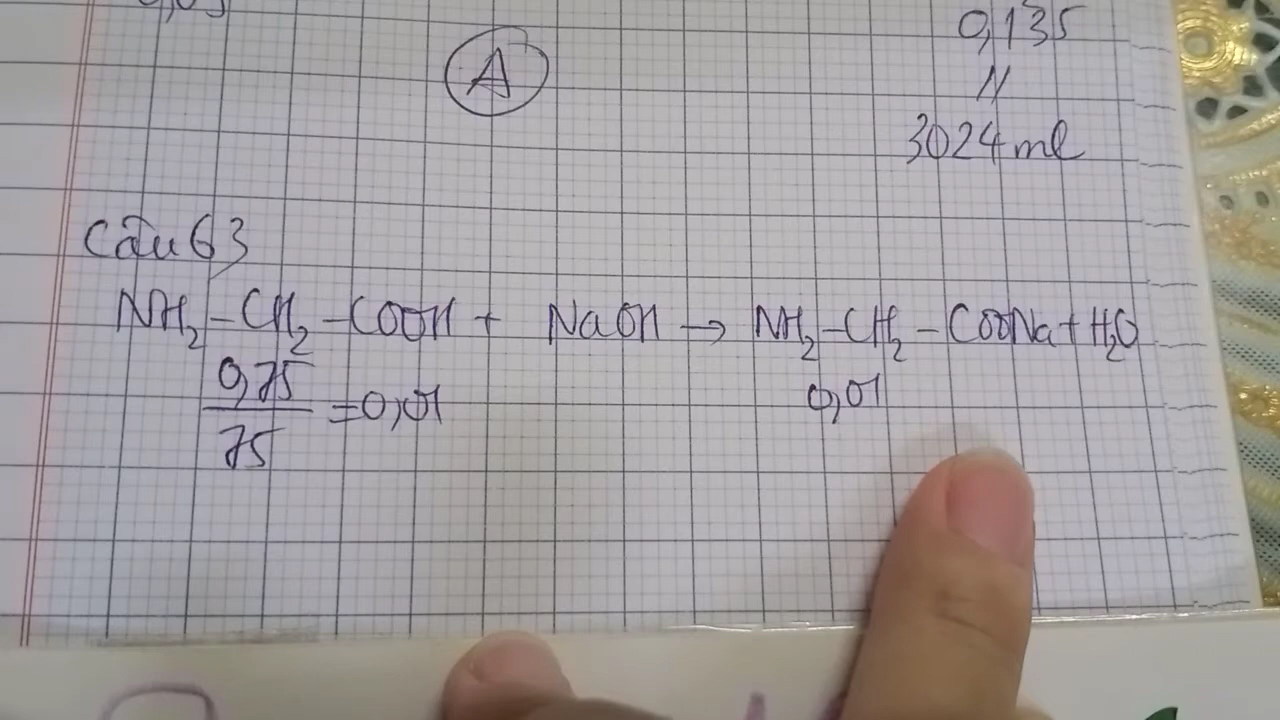 0,135
A
//
3024 ml
Câu 63
NH₂-CH₂-COOH + NaOH → NH₂-CH₂-COONa + H₂O
0,75/75 = 0,01
0,01